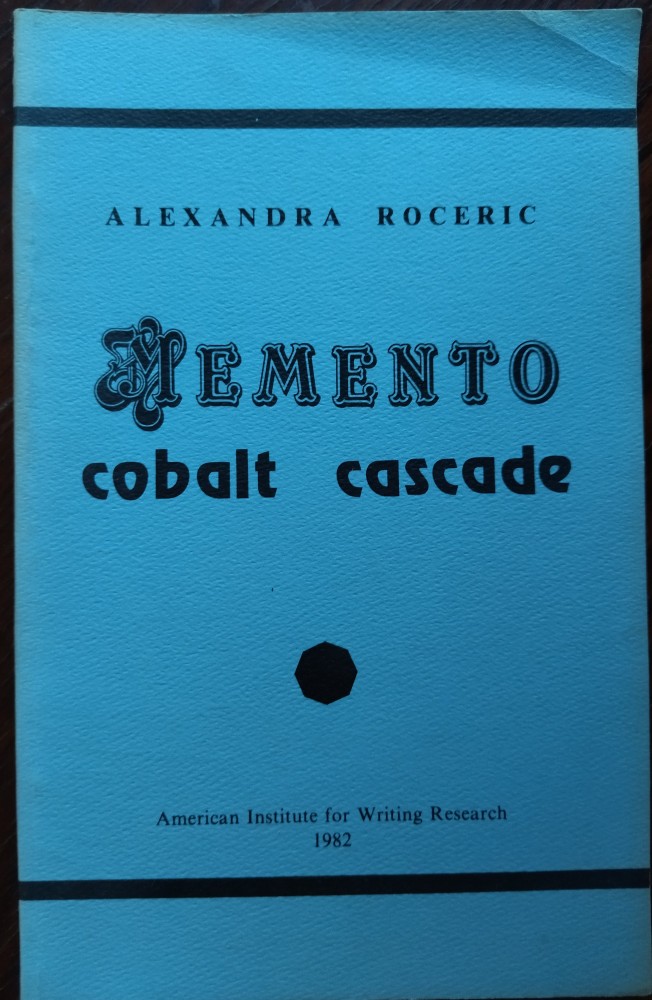 ALEXANDRA ROCERIC
MEMENTO
cobalt cascade
American Institute for Writing Research
1982